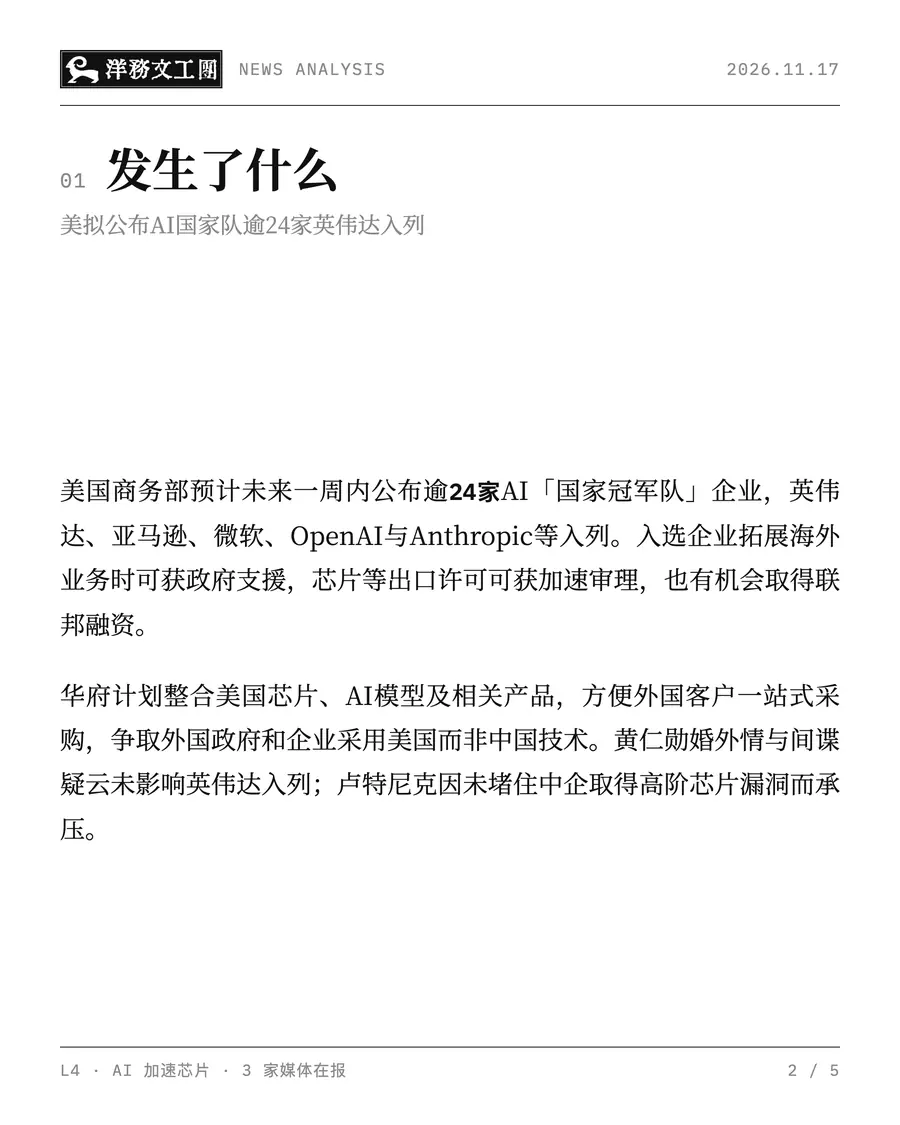 洋務文工團 NEWS ANALYSIS 2026.11.17
01 发生了什么
美拟公布AI国家队逾24家英伟达入列
美国商务部预计未来一周内公布逾24家AI「国家冠军队」企业，英伟
达、亚马逊、微软、OpenAI与Anthropic等入列。入选企业拓展海外
业务时可获政府支援，芯片等出口许可可获加速审理，也有机会取得联
邦融资。
华府计划整合美国芯片、AI模型及相关产品，方便外国客户一站式采
购，争取外国政府和企业采用美国而非中国技术。黄仁勋婚外情与间谍
疑云未影响英伟达入列；卢特尼克因未堵住中企取得高阶芯片漏洞而承
压。
L4 · AI 加速芯片 · 3 家媒体在报 2 / 5